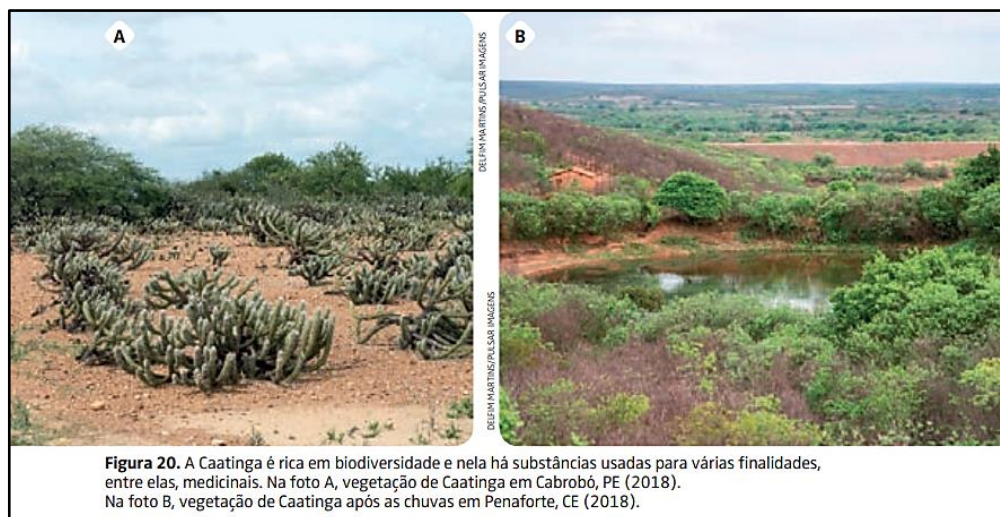 A
DELFIM MARTINS/PULSAR IMAGENS
B
DELFIM MARTINS/PULSAR IMAGENS
Figura 20. A Caatinga é rica em biodiversidade e nela há substâncias usadas para várias finalidades,
entre elas, medicinais. Na foto A, vegetação de Caatinga em Cabrobó, PE (2018).
Na foto B, vegetação de Caatinga após as chuvas em Penaforte, CE (2018).